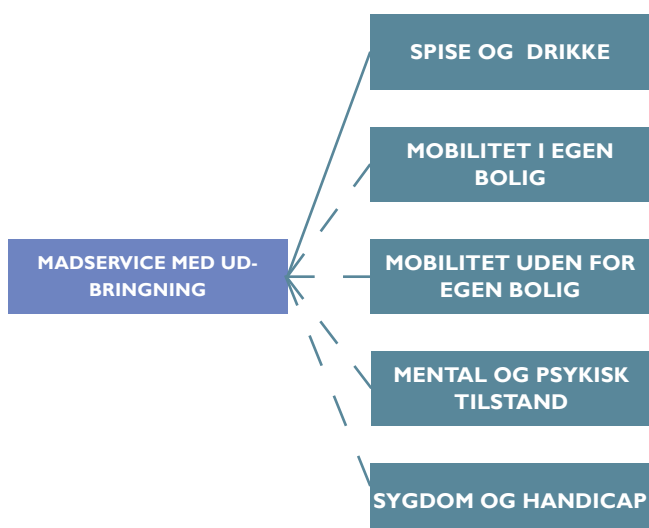 SPISE OG DRIKKE
MOBILITET I EGEN
BOLIG
MADSERVICE MED UD-
BRINGNING
MOBILITET UDEN FOR
EGEN BOLIG
MENTAL OG PSYKISK
TILSTAND
SYGDOM OG HANDICAP